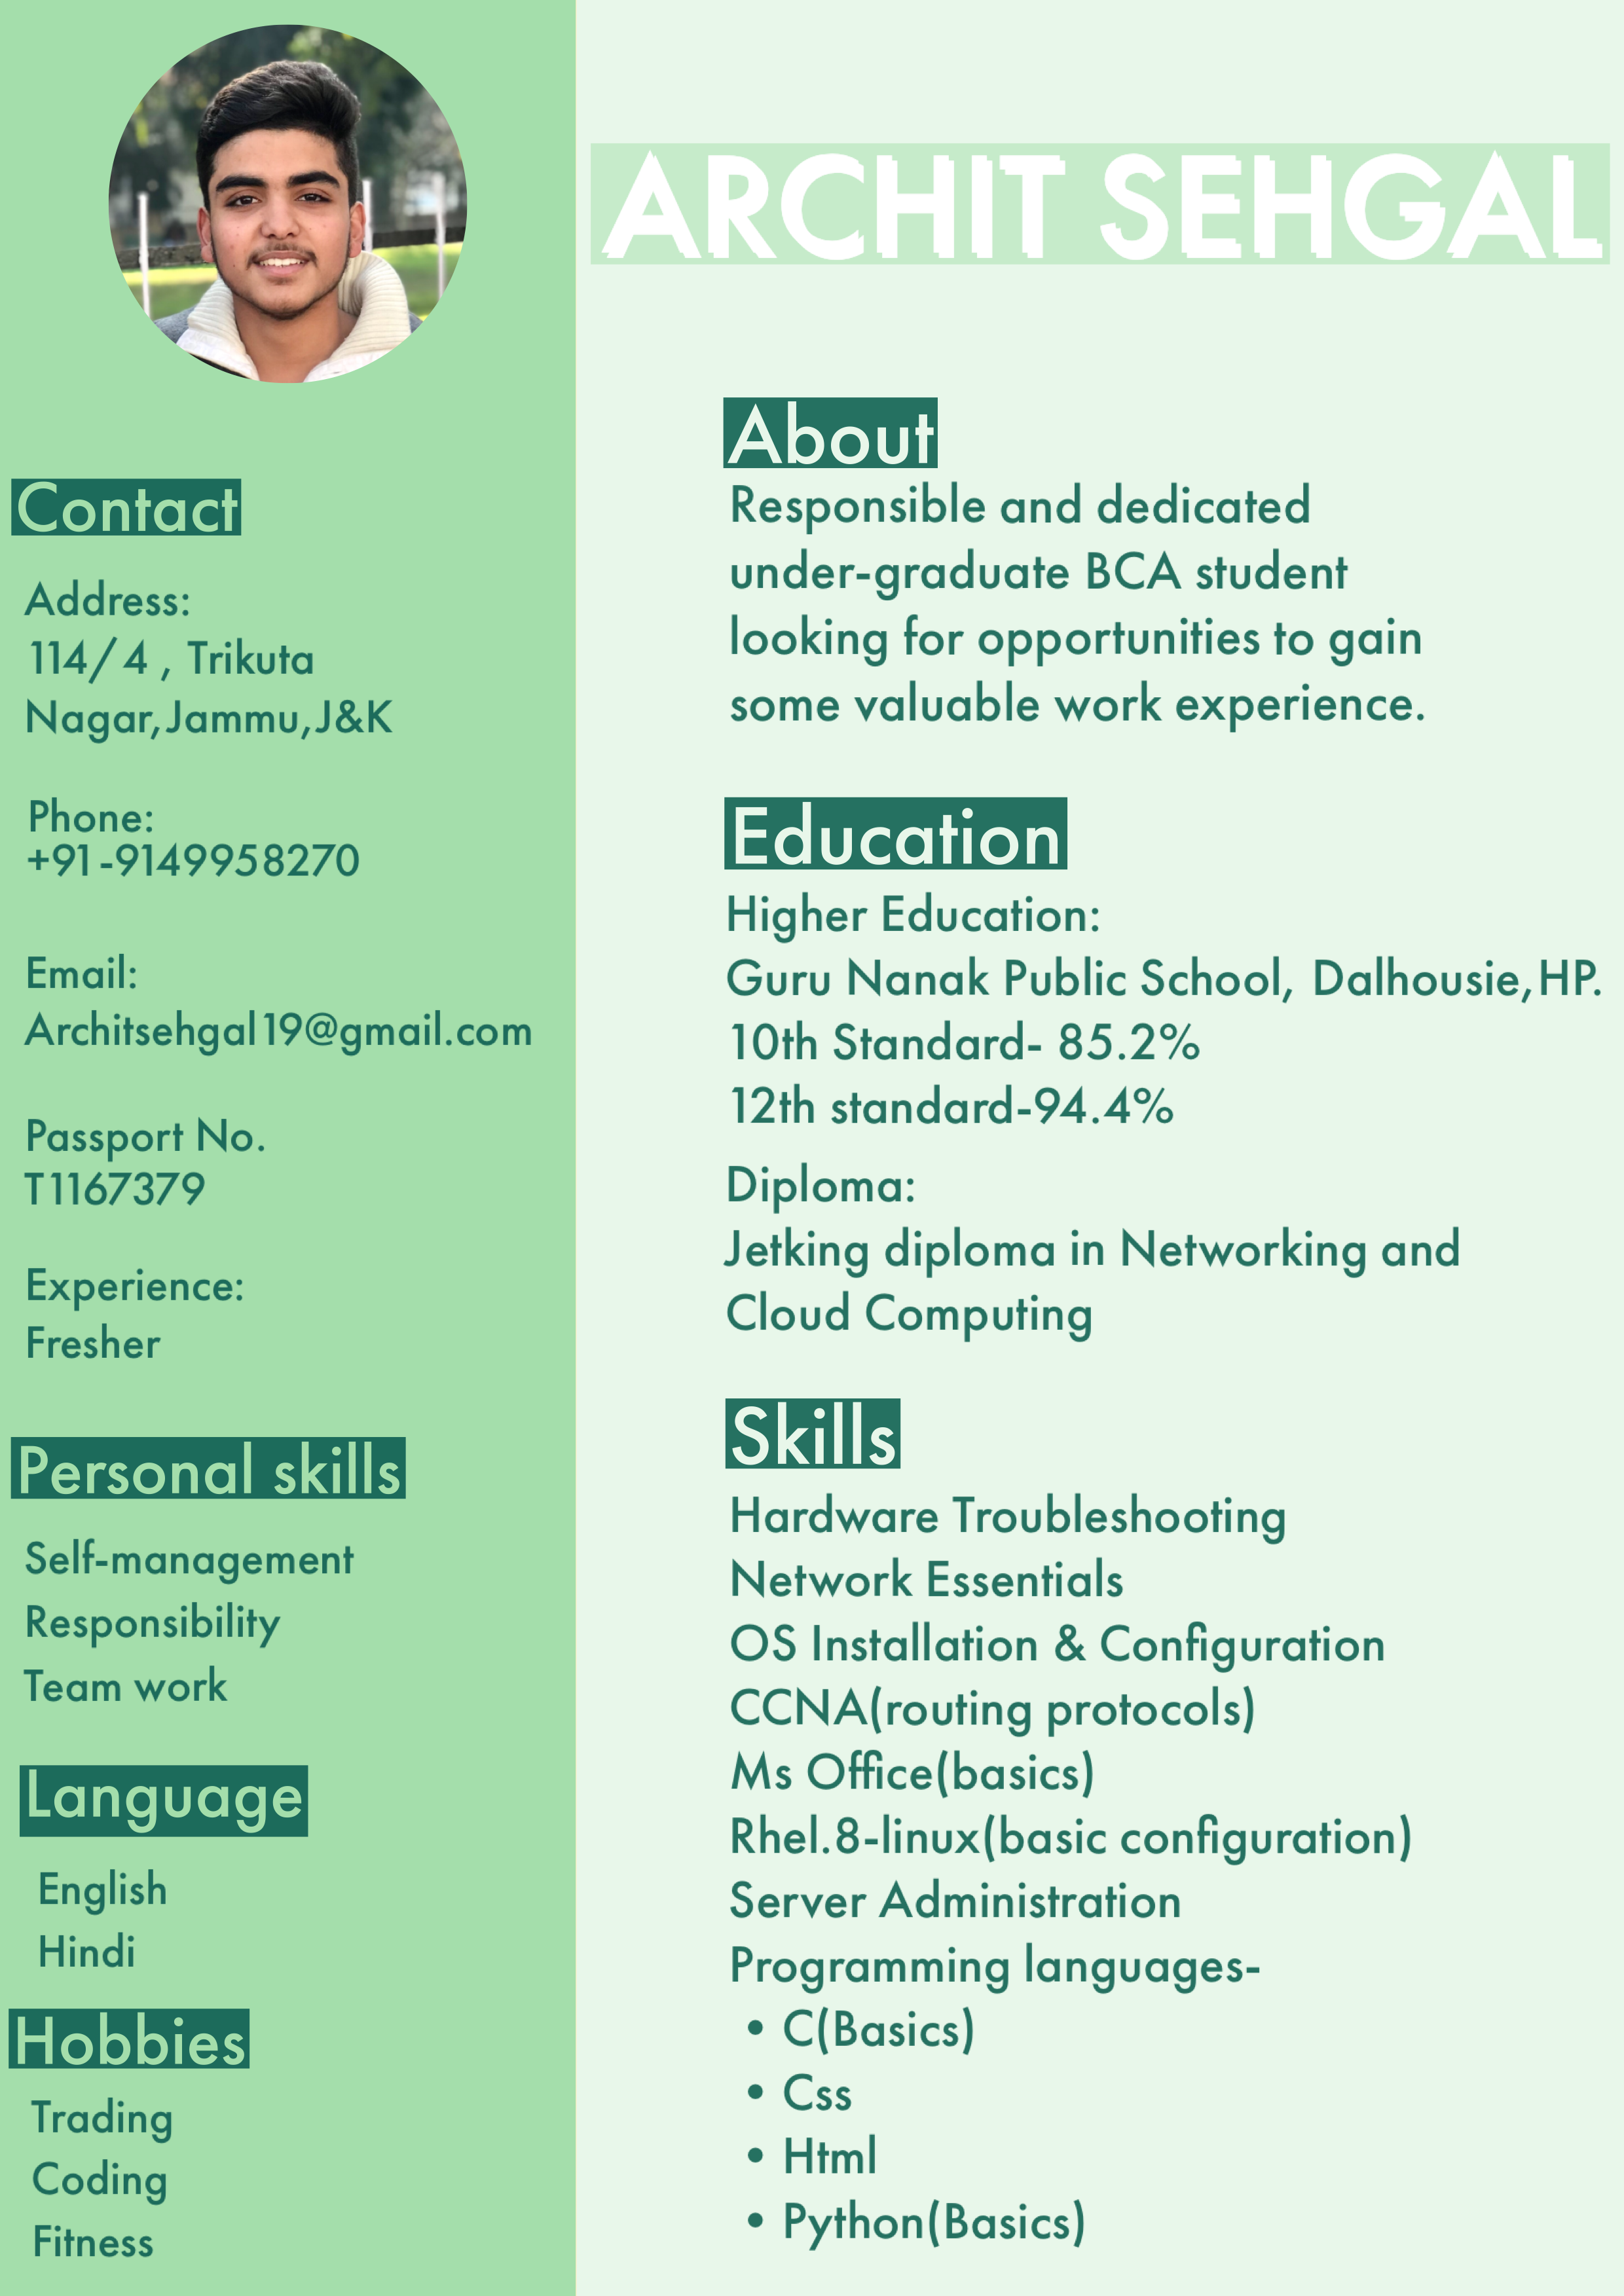 ARCHIT SEHGAL
Contact
Address:
114/4 , Trikuta
Nagar,Jammu,J&K
Phone:
+91-9149958270
Email:
Architsehgal19@gmail.com
Passport No.
T1167379
Experience:
Fresher
Personal skills
Self-management
Responsibility
Team work
Language
English
Hindi
Hobbies
Trading
Coding
Fitness
About
Responsible and dedicated
under-graduate BCA student
looking for opportunities to gain
some valuable work experience.
Education
Higher Education:
Guru Nanak Public School, Dalhousie,HP.
10th Standard- 85.2%
12th standard-94.4%
Diploma:
Jetking diploma in Networking and
Cloud Computing
Skills
Hardware Troubleshooting
Network Essentials
OS Installation & Configuration
CCNA(routing protocols)
Ms Office(basics)
Rhel.8-linux(basic configuration)
Server Administration
Programming languages-
• C(Basics)
• Css
• Html
• Python(Basics)